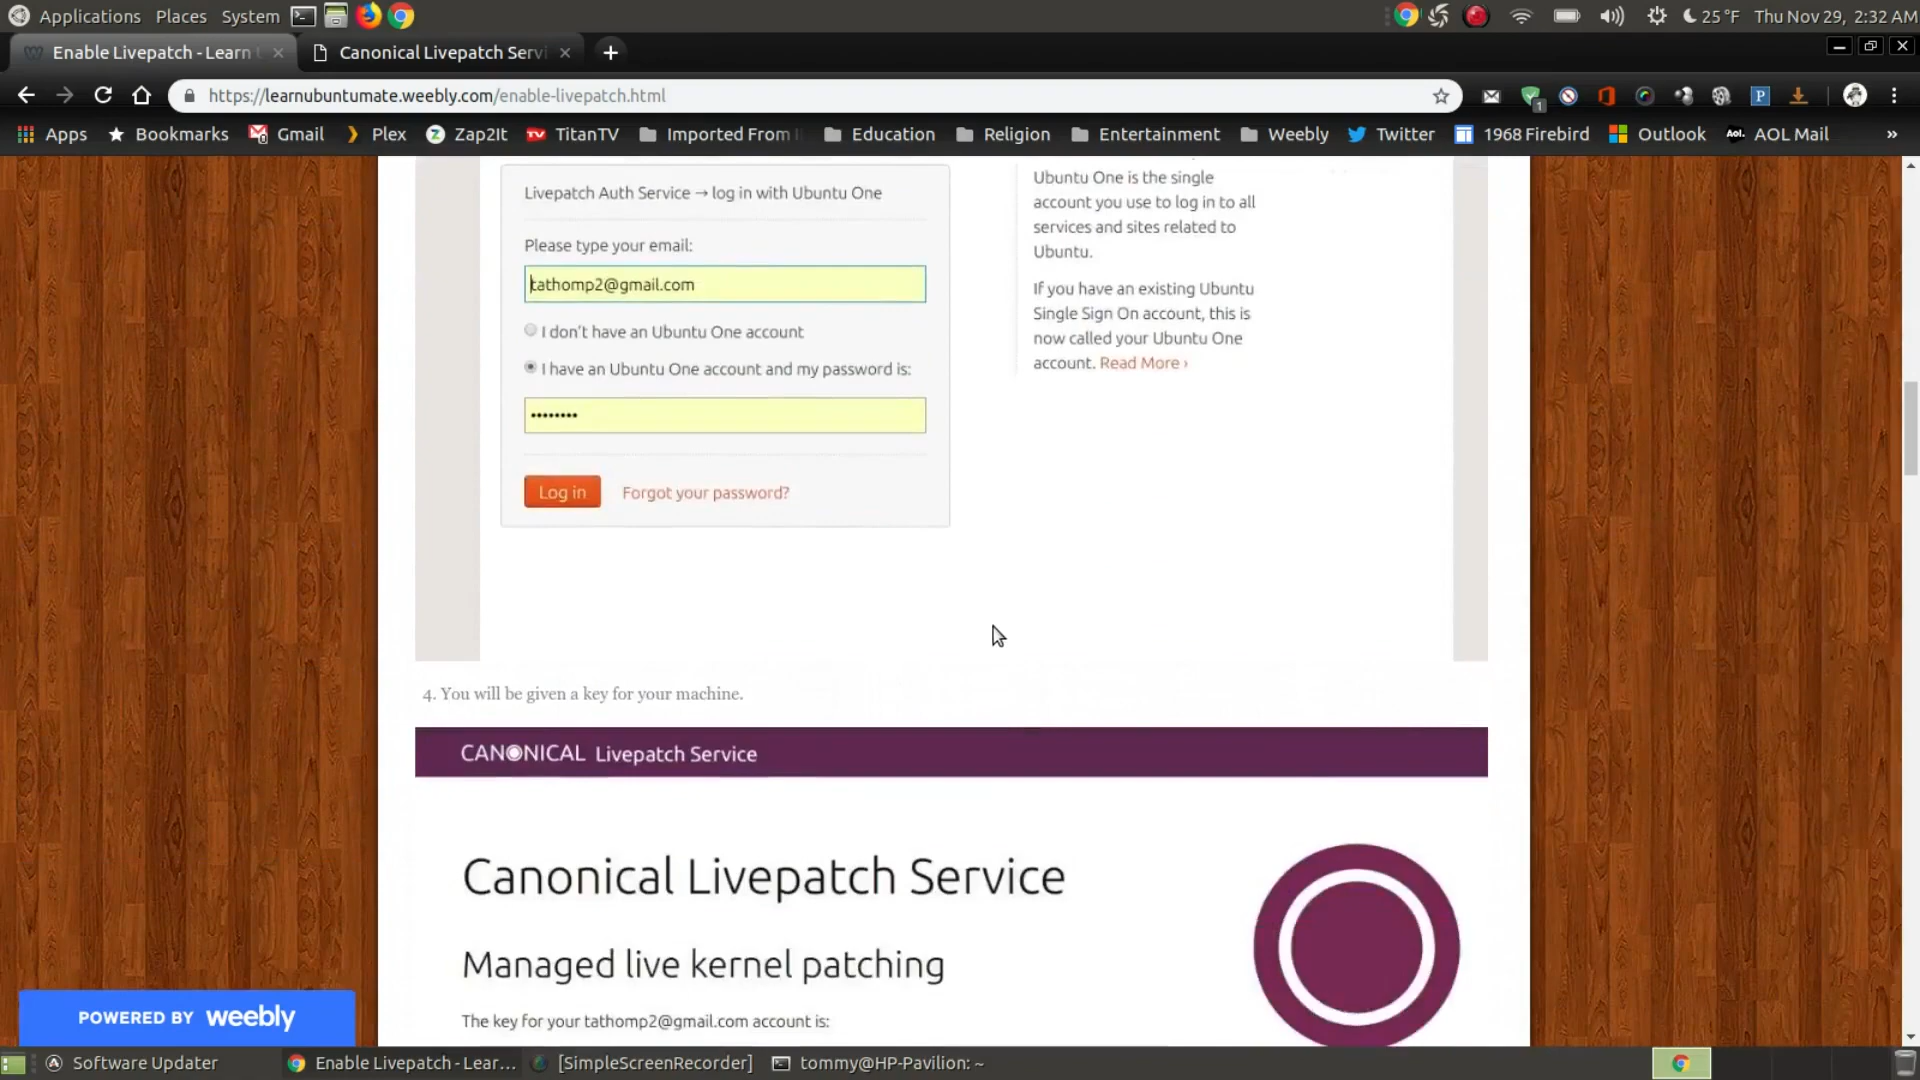 Applications Places System
25 °F Thu Nov 29, 2:32 AM
Enable Livepatch - Learn
Canonical Livepatch Servi
https://learnubuntumate.weebly.com/enable-livepatch.html
1
P
Apps Bookmarks Gmail Plex Zap2It TitanTV Imported From Education Religion Entertainment Weebly Twitter 1968 Firebird Outlook Aol. AOL Mail »
Livepatch Auth Service → log in with Ubuntu One
Please type your email:
tathomp2@gmail.com
I don't have an Ubuntu One account
I have an Ubuntu One account and my password is:
••••••••
Log in Forgot your password?
Ubuntu One is the single
account you use to log in to all
services and sites related to
Ubuntu.
If you have an existing Ubuntu
Single Sign On account, this is
now called your Ubuntu One
account. Read More ›
4. You will be given a key for your machine.
CANONICAL Livepatch Service
Canonical Livepatch Service
Managed live kernel patching
The key for your tathomp2@gmail.com account is:
POWERED BY weebly
Software Updater
Enable Livepatch - Lear...
[SimpleScreenRecorder]
tommy@HP-Pavilion: ~